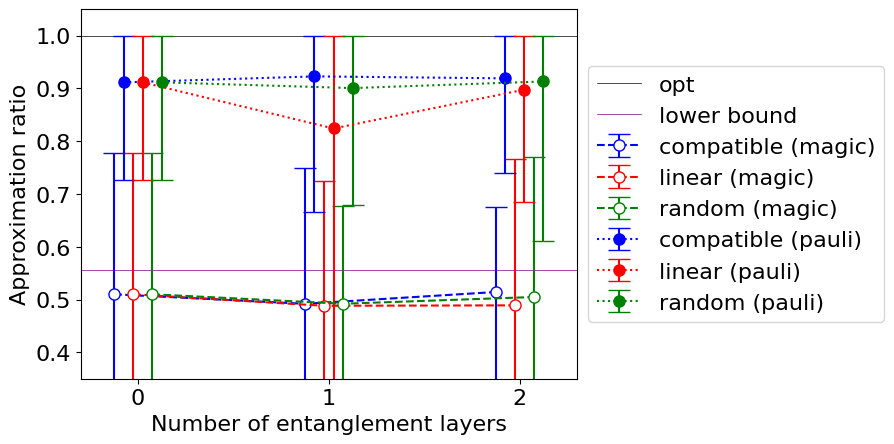 1.0
0.9
0.8
0.7
0.6
0.5
0.4
Approximation ratio
0
1
2
Number of entanglement layers
opt
lower bound
compatible (magic)
linear (magic)
random (magic)
compatible (pauli)
linear (pauli)
random (pauli)